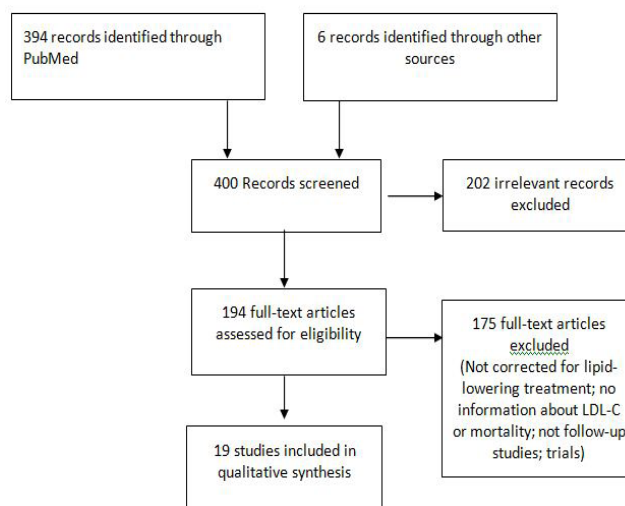 394 records identified through
PubMed
6 records identified through other
sources
400 Records screened
202 irrelevant records
excluded
194 full-text articles
assessed for eligibility
175 full-text articles
excluded
(Not corrected for lipid-
lowering treatment; no
information about LDL-C
or mortality; not follow-up
studies; trials)
19 studies included in
qualitative synthesis